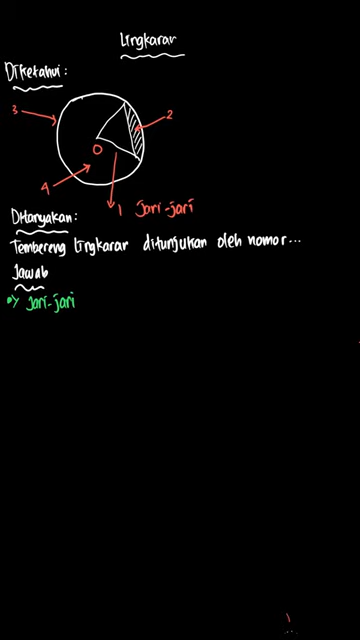 Lingkaran
Diketahui:
3
2
O
4
1 Jari-jari
Ditanyakan:
Tembereng lingkaran ditunjukan oleh nomor...
Jawab
a) Jari-jari